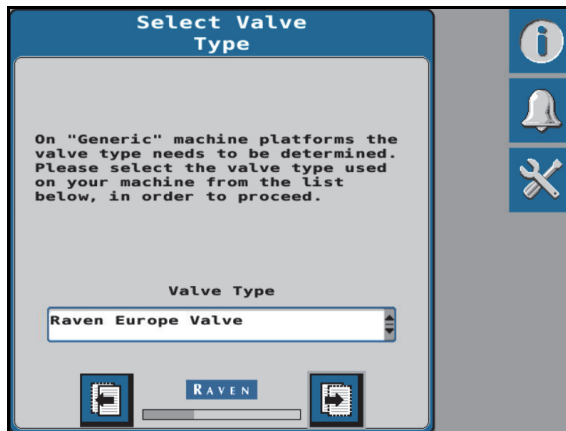 Select Valve
Type
On "Generic" machine platforms the
valve type needs to be determined.
Please select the valve type used
on your machine from the list
below, in order to proceed.
Valve Type
Raven Europe Valve
RAVEN